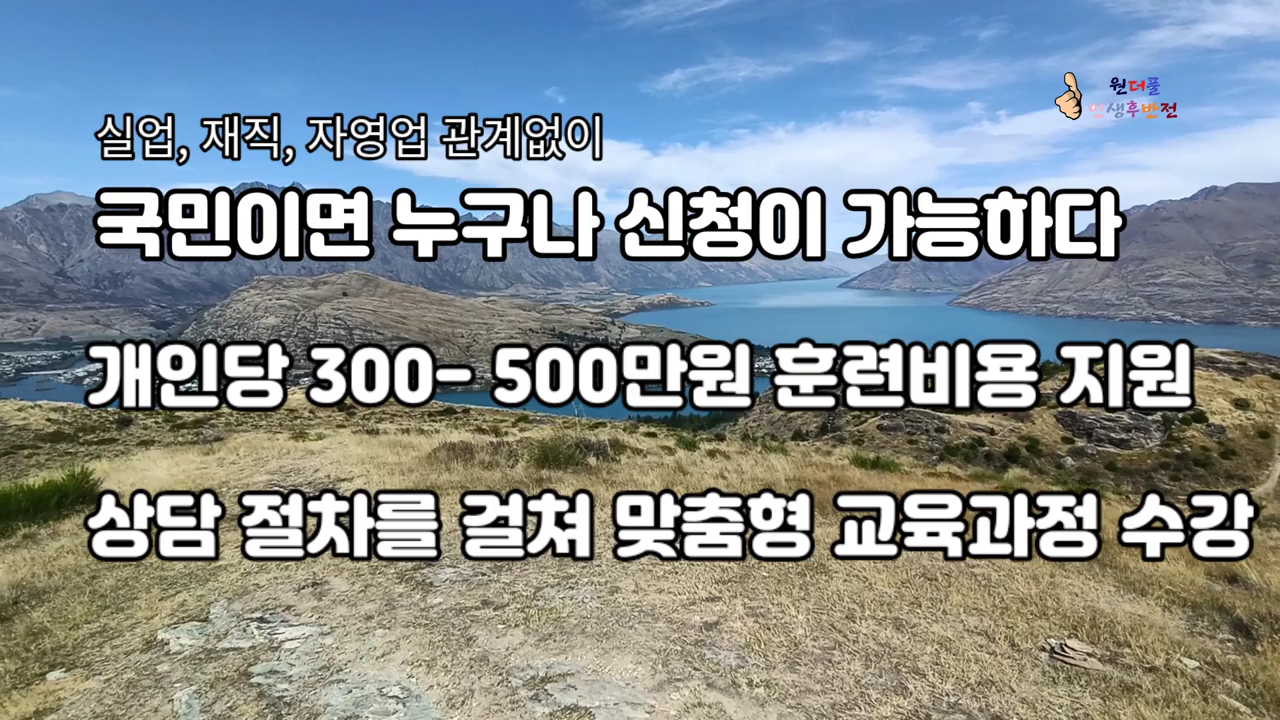 원더풀
인생후반전
실업, 재직, 자영업 관계없이
국민이면 누구나 신청이 가능하다
개인당 300- 500만원 훈련비용 지원
상담 절차를 걸쳐 맞춤형 교육과정 수강